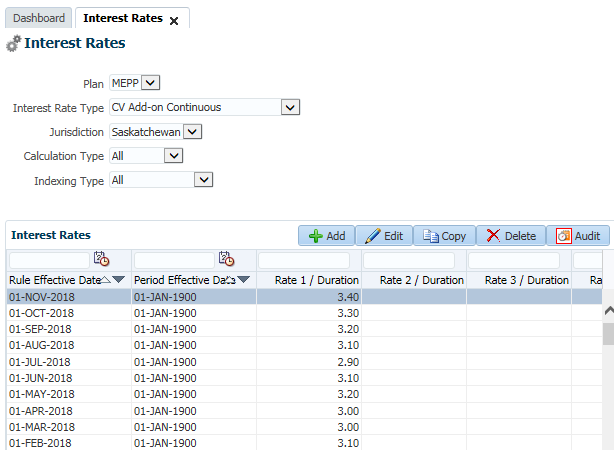 Dashboard Interest Rates
Interest Rates
Plan MEPP
Interest Rate Type CV Add-on Continuous
Jurisdiction Saskatchewan
Calculation Type All
Indexing Type All
Interest Rates Add Edit Copy Delete Audit
Rule Effective Date Period Effective Date Rate 1 / Duration Rate 2 / Duration Rate 3 / Duration Ra
01-NOV-2018 01-JAN-1900 3.40
01-OCT-2018 01-JAN-1900 3.30
01-SEP-2018 01-JAN-1900 3.20
01-AUG-2018 01-JAN-1900 3.10
01-JUL-2018 01-JAN-1900 2.90
01-JUN-2018 01-JAN-1900 3.10
01-MAY-2018 01-JAN-1900 3.20
01-APR-2018 01-JAN-1900 3.00
01-MAR-2018 01-JAN-1900 3.00
01-FEB-2018 01-JAN-1900 3.10